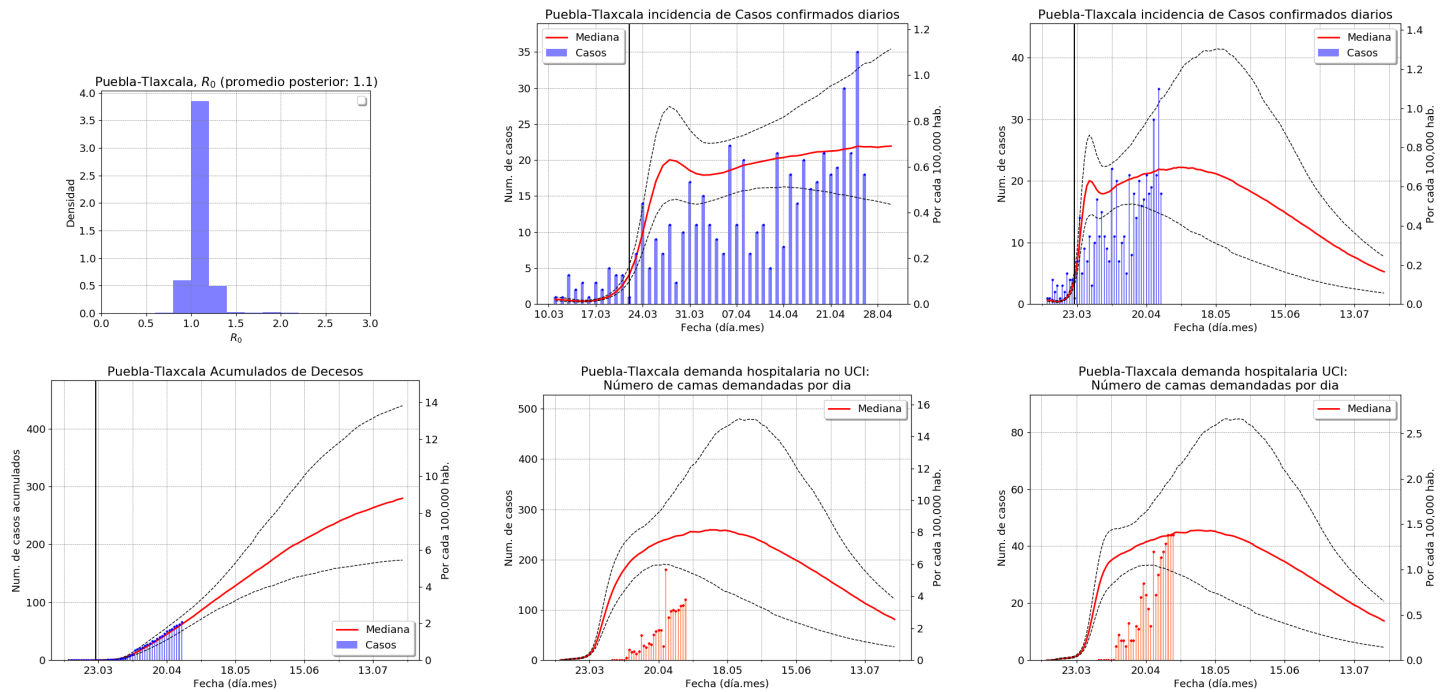 Puebla-Tlaxcala, R0 (promedio posterior: 1.1)
4.0
3.5
3.0
2.5
2.0
1.5
1.0
0.5
0.0
Densidad
0.0 0.5 1.0 1.5 2.0 2.5 3.0
R0
Puebla-Tlaxcala incidencia de Casos confirmados diarios
Mediana
Casos
35
30
25
20
15
10
5
0
Num. de casos
1.2
1.0
0.8
0.6
0.4
0.2
0.0
Por cada 100,000 hab.
10.03 17.03 24.03 31.03 07.04 14.04 21.04 28.04
Fecha (día.mes)
Puebla-Tlaxcala incidencia de Casos confirmados diarios
Mediana
Casos
40
30
20
10
0
Num. de casos
1.4
1.2
1.0
0.8
0.6
0.4
0.2
0.0
Por cada 100,000 hab.
23.03 20.04 18.05 15.06 13.07
Fecha (día.mes)
Puebla-Tlaxcala Acumulados de Decesos
400
300
200
100
0
Num. de casos acumulados
14
12
10
8
6
4
2
0
Por cada 100,000 hab.
Mediana
Casos
23.03 20.04 18.05 15.06 13.07
Fecha (día.mes)
Puebla-Tlaxcala demanda hospitalaria no UCI:
Número de camas demandadas por dia
Mediana
500
400
300
200
100
0
Num. de casos
16
14
12
10
8
6
4
2
0
Por cada 100,000 hab.
23.03 20.04 18.05 15.06 13.07
Fecha (día.mes)
Puebla-Tlaxcala demanda hospitalaria UCI:
Número de camas demandadas por dia
Mediana
80
60
40
20
0
Num. de casos
2.5
2.0
1.5
1.0
0.5
0.0
Por cada 100,000 hab.
23.03 20.04 18.05 15.06 13.07
Fecha (día.mes)